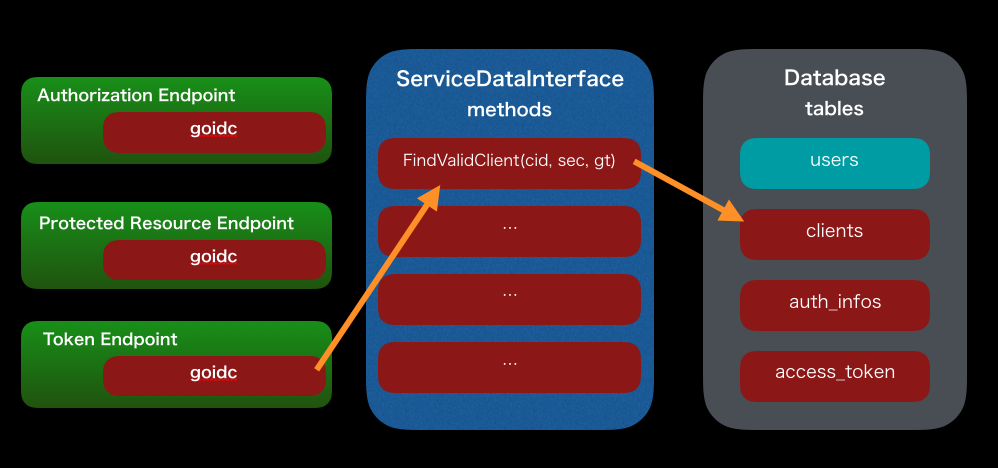 Authorization Endpoint
goidc
Protected Resource Endpoint
goidc
Token Endpoint
goidc
ServiceDataInterface
methods
FindValidClient(cid, sec, gt)
...
...
...
Database
tables
users
clients
auth_infos
access_token